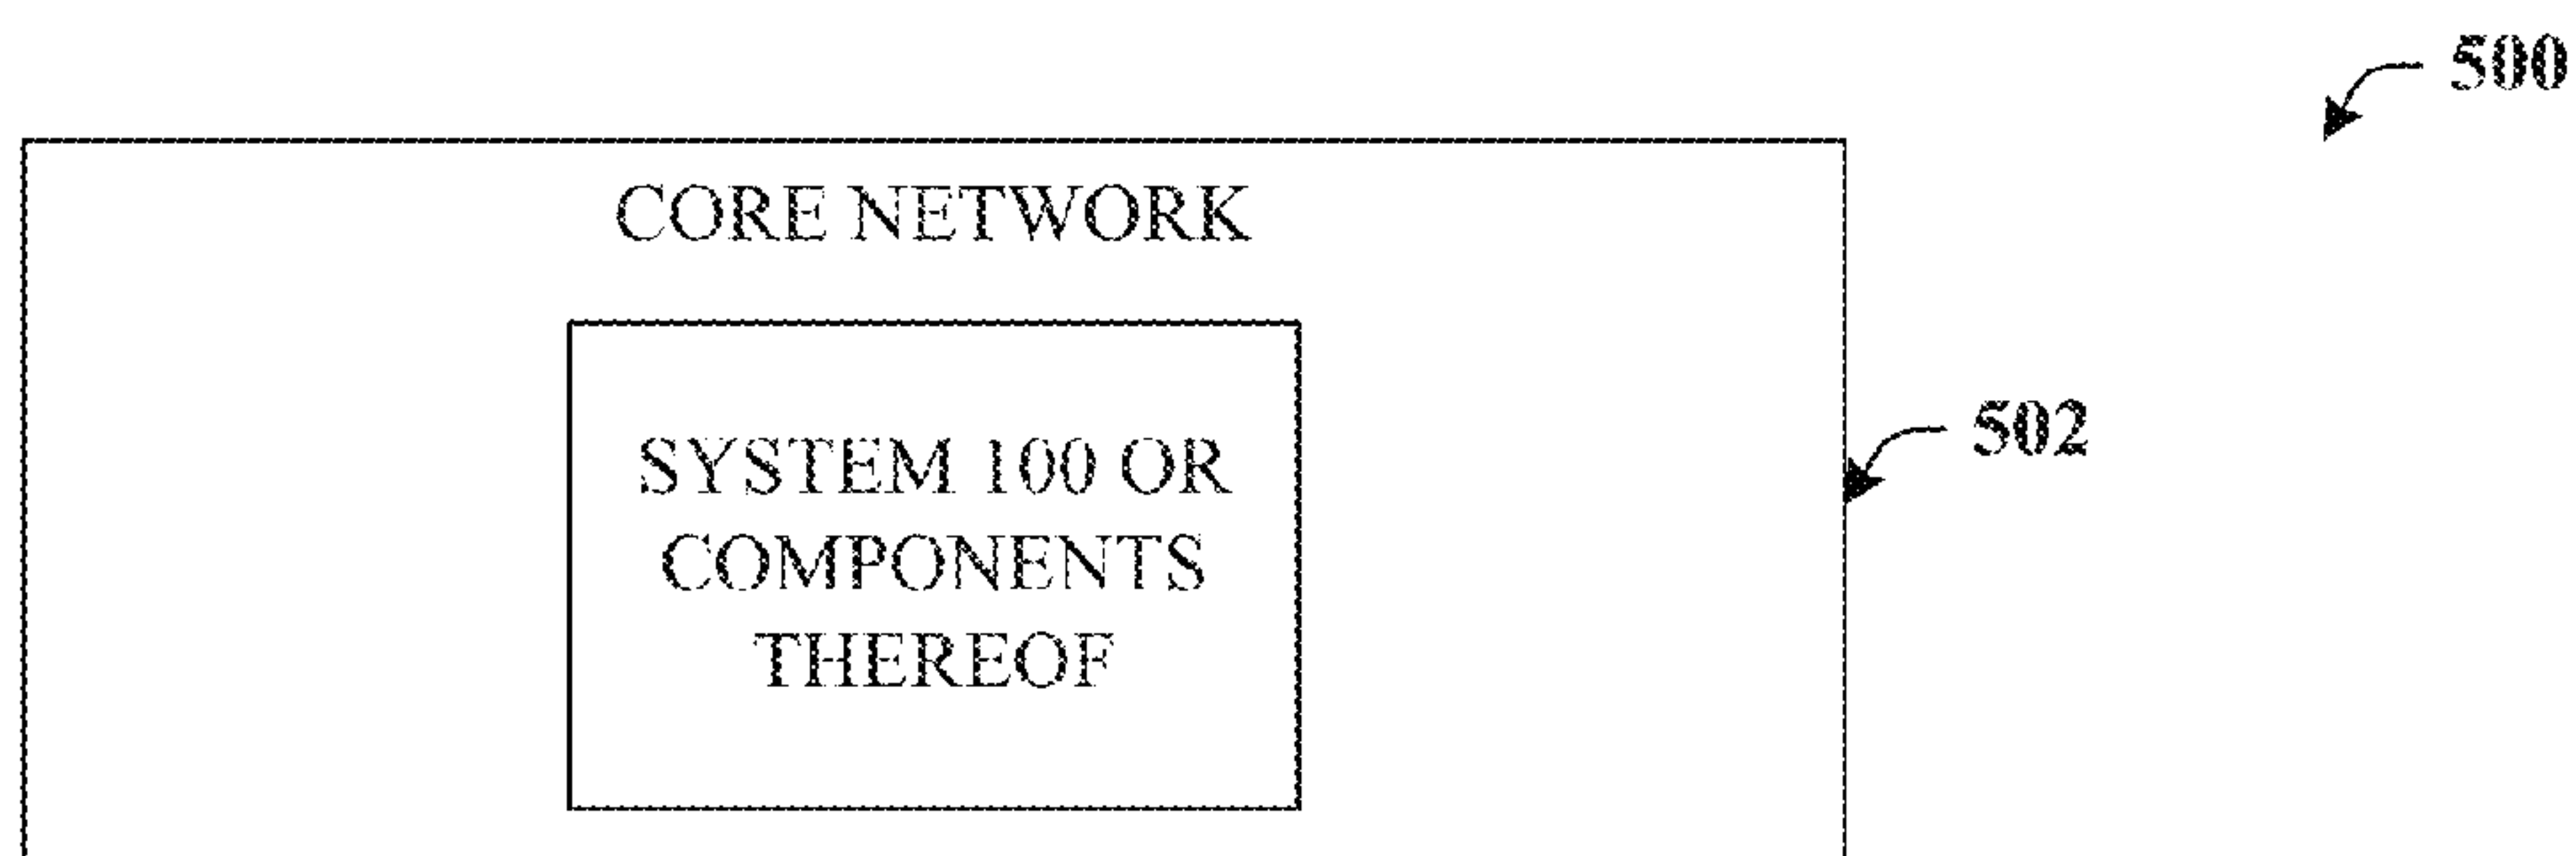 500
CORE NETWORK
502
SYSTEM 100 OR
COMPONENTS
THEREOF